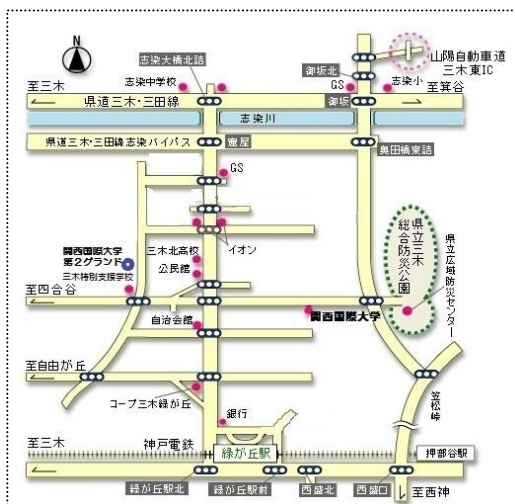 N
志染大橋北詰
山陽自動車道
三木東IC
御坂北
至三木
志染中学校
GS
志染小
至箕谷
県道三木・三田線
御坂
志染川
県道三木・三田線 志染バイパス
窟屋
奥田橋東詰
GS
イオン
三木北高校
公民館
関西国際大学
第2グランド
三木特別支援学校
県立三木
総合防災公園
県立広域防災センター
至四合谷
関西国際大学
自治会館
至自由が丘
笠松峠
コープ三木緑が丘
銀行
至三木
神戸電鉄
緑が丘駅
押部谷駅
緑が丘駅北
緑が丘駅前
西盛北
西盛口
至西神